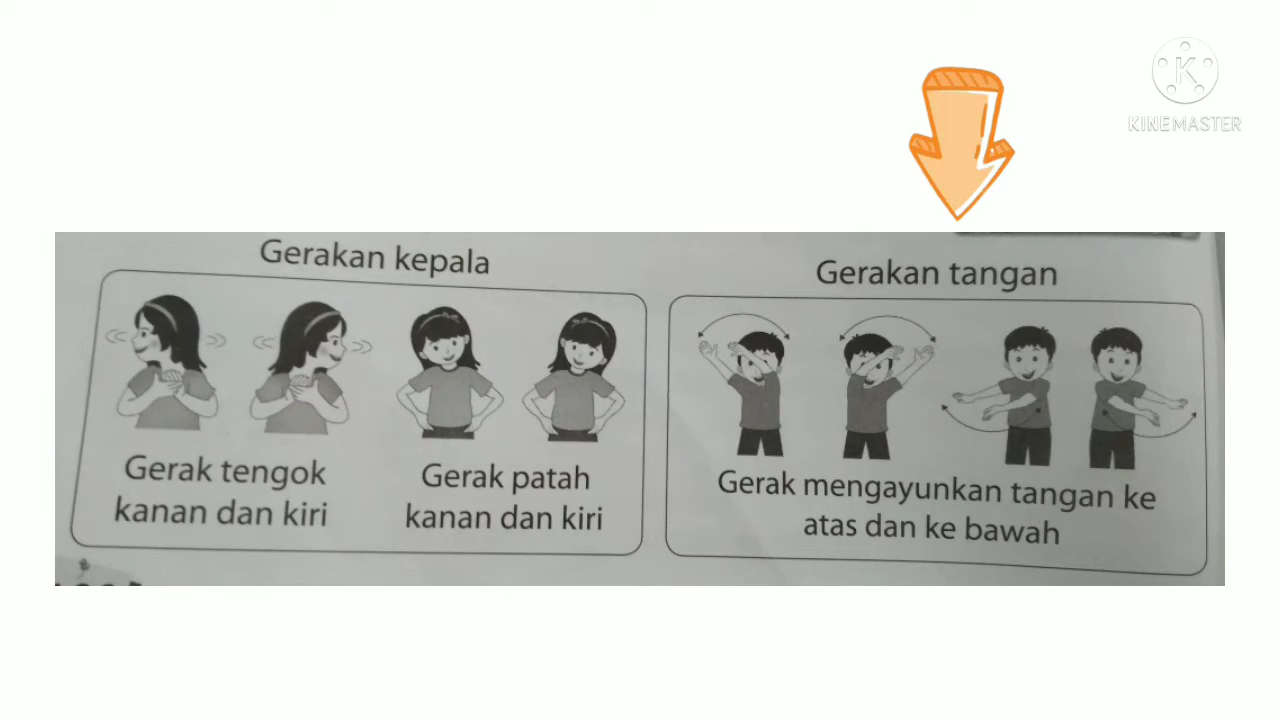 KINEMASTER
Gerakan kepala
Gerak tengok
kanan dan kiri
Gerak patah
kanan dan kiri
Gerakan tangan
Gerak mengayunkan tangan ke
atas dan ke bawah